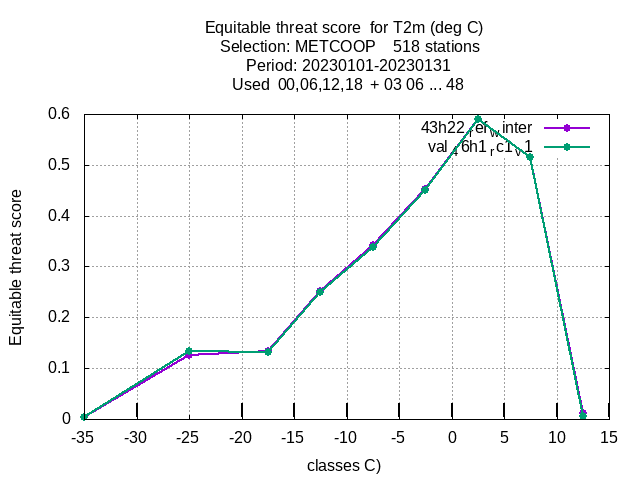 Equitable threat score  for T2m (deg C)
Selection: METCOOP    518 stations
Period: 20230101-20230131
Used  00,06,12,18  + 03 06 ... 48
0.6
0.5
0.4
0.3
0.2
0.1
0
Equitable threat score
43h22_ref_winter
val_46h1_rc1_v1
-35 -30 -25 -20 -15 -10 -5 0 5 10 15
classes C)